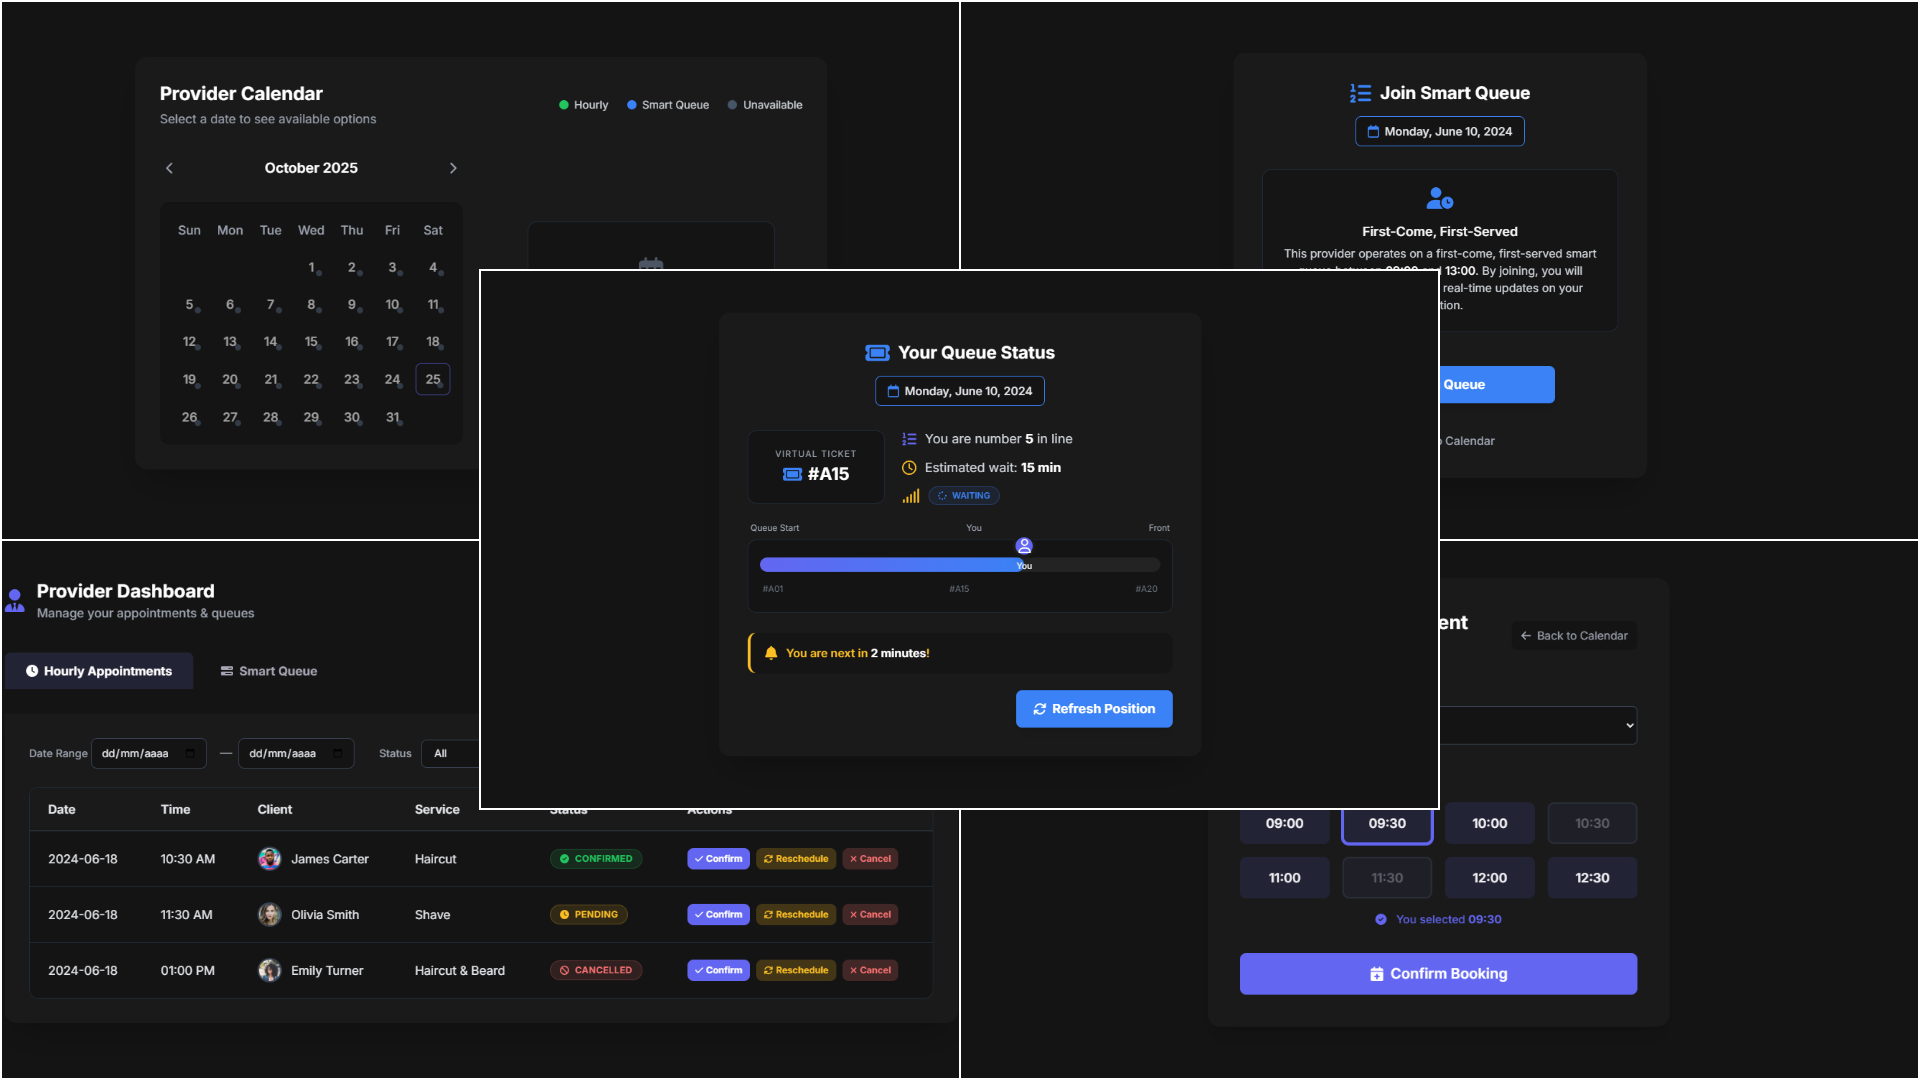 Provider Calendar
Select a date to see available options
Hourly Smart Queue Unavailable
October 2025
Sun Mon Tue Wed Thu Fri Sat
1 2 3 4
5 6 7 8 9 10 11
12 13 14 15 16 17 18
19 20 21 22 23 24 25
26 27 28 29 30 31
Join Smart Queue
Monday, June 10, 2024
First-Come, First-Served
This provider operates on a first-come, first-served smart
13:00. By joining, you will
real-time updates on your
Queue
Calendar
Your Queue Status
Monday, June 10, 2024
VIRTUAL TICKET
#A15
You are number 5 in line
Estimated wait: 15 min
WAITING
Queue Start You Front
You
#A01 #A15 #A20
You are next in 2 minutes!
Refresh Position
Provider Dashboard
Manage your appointments & queues
Hourly Appointments Smart Queue
Date Range dd/mm/aaaa — dd/mm/aaaa Status All
Date Time Client Service Status Actions
2024-06-18 10:30 AM James Carter Haircut CONFIRMED Confirm Reschedule Cancel
2024-06-18 11:30 AM Olivia Smith Shave PENDING Confirm Reschedule Cancel
2024-06-18 01:00 PM Emily Turner Haircut & Beard CANCELLED Confirm Reschedule Cancel
Back to Calendar
09:00 09:30 10:00 10:30
11:00 11:30 12:00 12:30
You selected 09:30
Confirm Booking